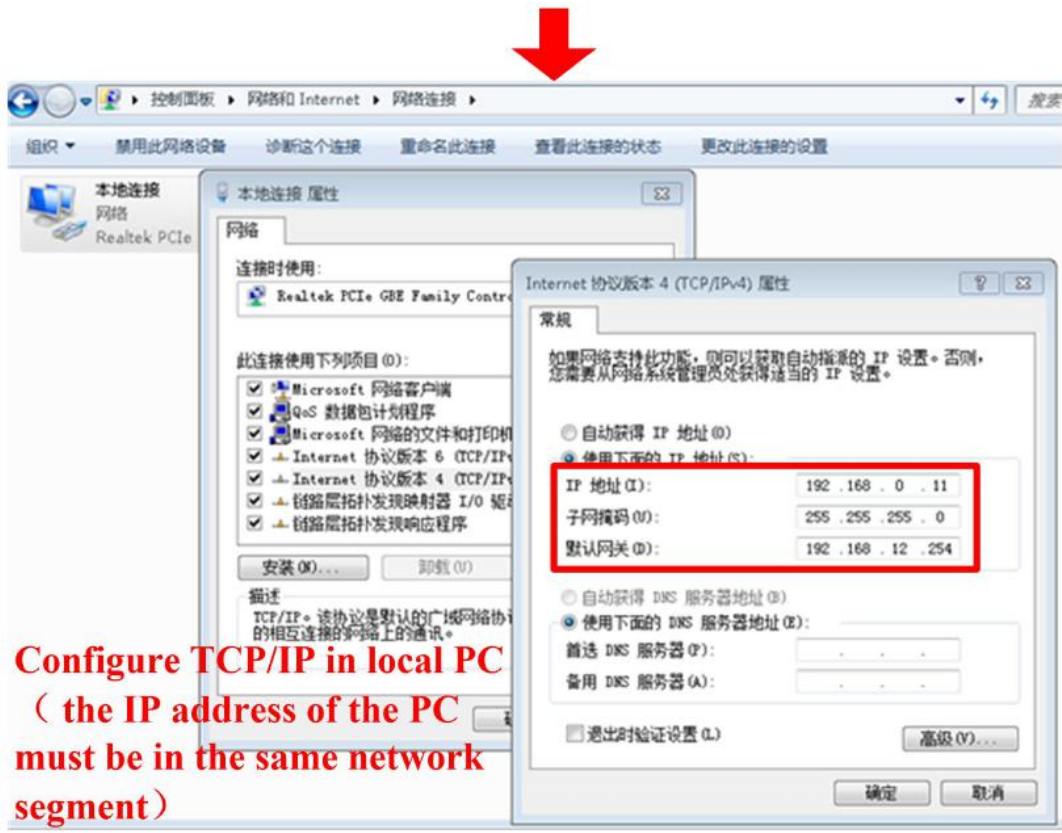 控制面板 ▸ 网络和 Internet ▸ 网络连接 ▸
搜索
组织 禁用此网络设备 诊断这个连接 重命名此连接 查看此连接的状态 更改此连接的设置
本地连接
网络
Realtek PCIe
本地连接 属性
网络
连接时使用:
Realtek PCIe GBE Family Contro
此连接使用下列项目(O):
Microsoft 网络客户端
QoS 数据包计划程序
Microsoft 网络的文件和打印机
Internet 协议版本 6 (TCP/IPv
Internet 协议版本 4 (TCP/IPv
链路层拓扑发现映射器 I/O 驱
链路层拓扑发现响应程序
安装(N)... 卸载(U)
描述
TCP/IP。该协议是默认的广域网络协
的相互连接的网络上的通讯。
Internet 协议版本 4 (TCP/IPv4) 属性
常规
如果网络支持此功能，则可以获取自动指派的 IP 设置。否则，
您需要从网络系统管理员处获得适当的 IP 设置。
自动获得 IP 地址(O)
使用下面的 IP 地址(S):
IP 地址(I): 192 .168 . 0 . 11
子网掩码(U): 255 .255 .255 . 0
默认网关(D): 192 .168 . 12 .254
自动获得 DNS 服务器地址(B)
使用下面的 DNS 服务器地址(E):
首选 DNS 服务器(P):
备用 DNS 服务器(A):
退出时验证设置(L)
高级(V)...
确定 取消
Configure TCP/IP in local PC
（ the IP address of the PC
must be in the same network
segment）